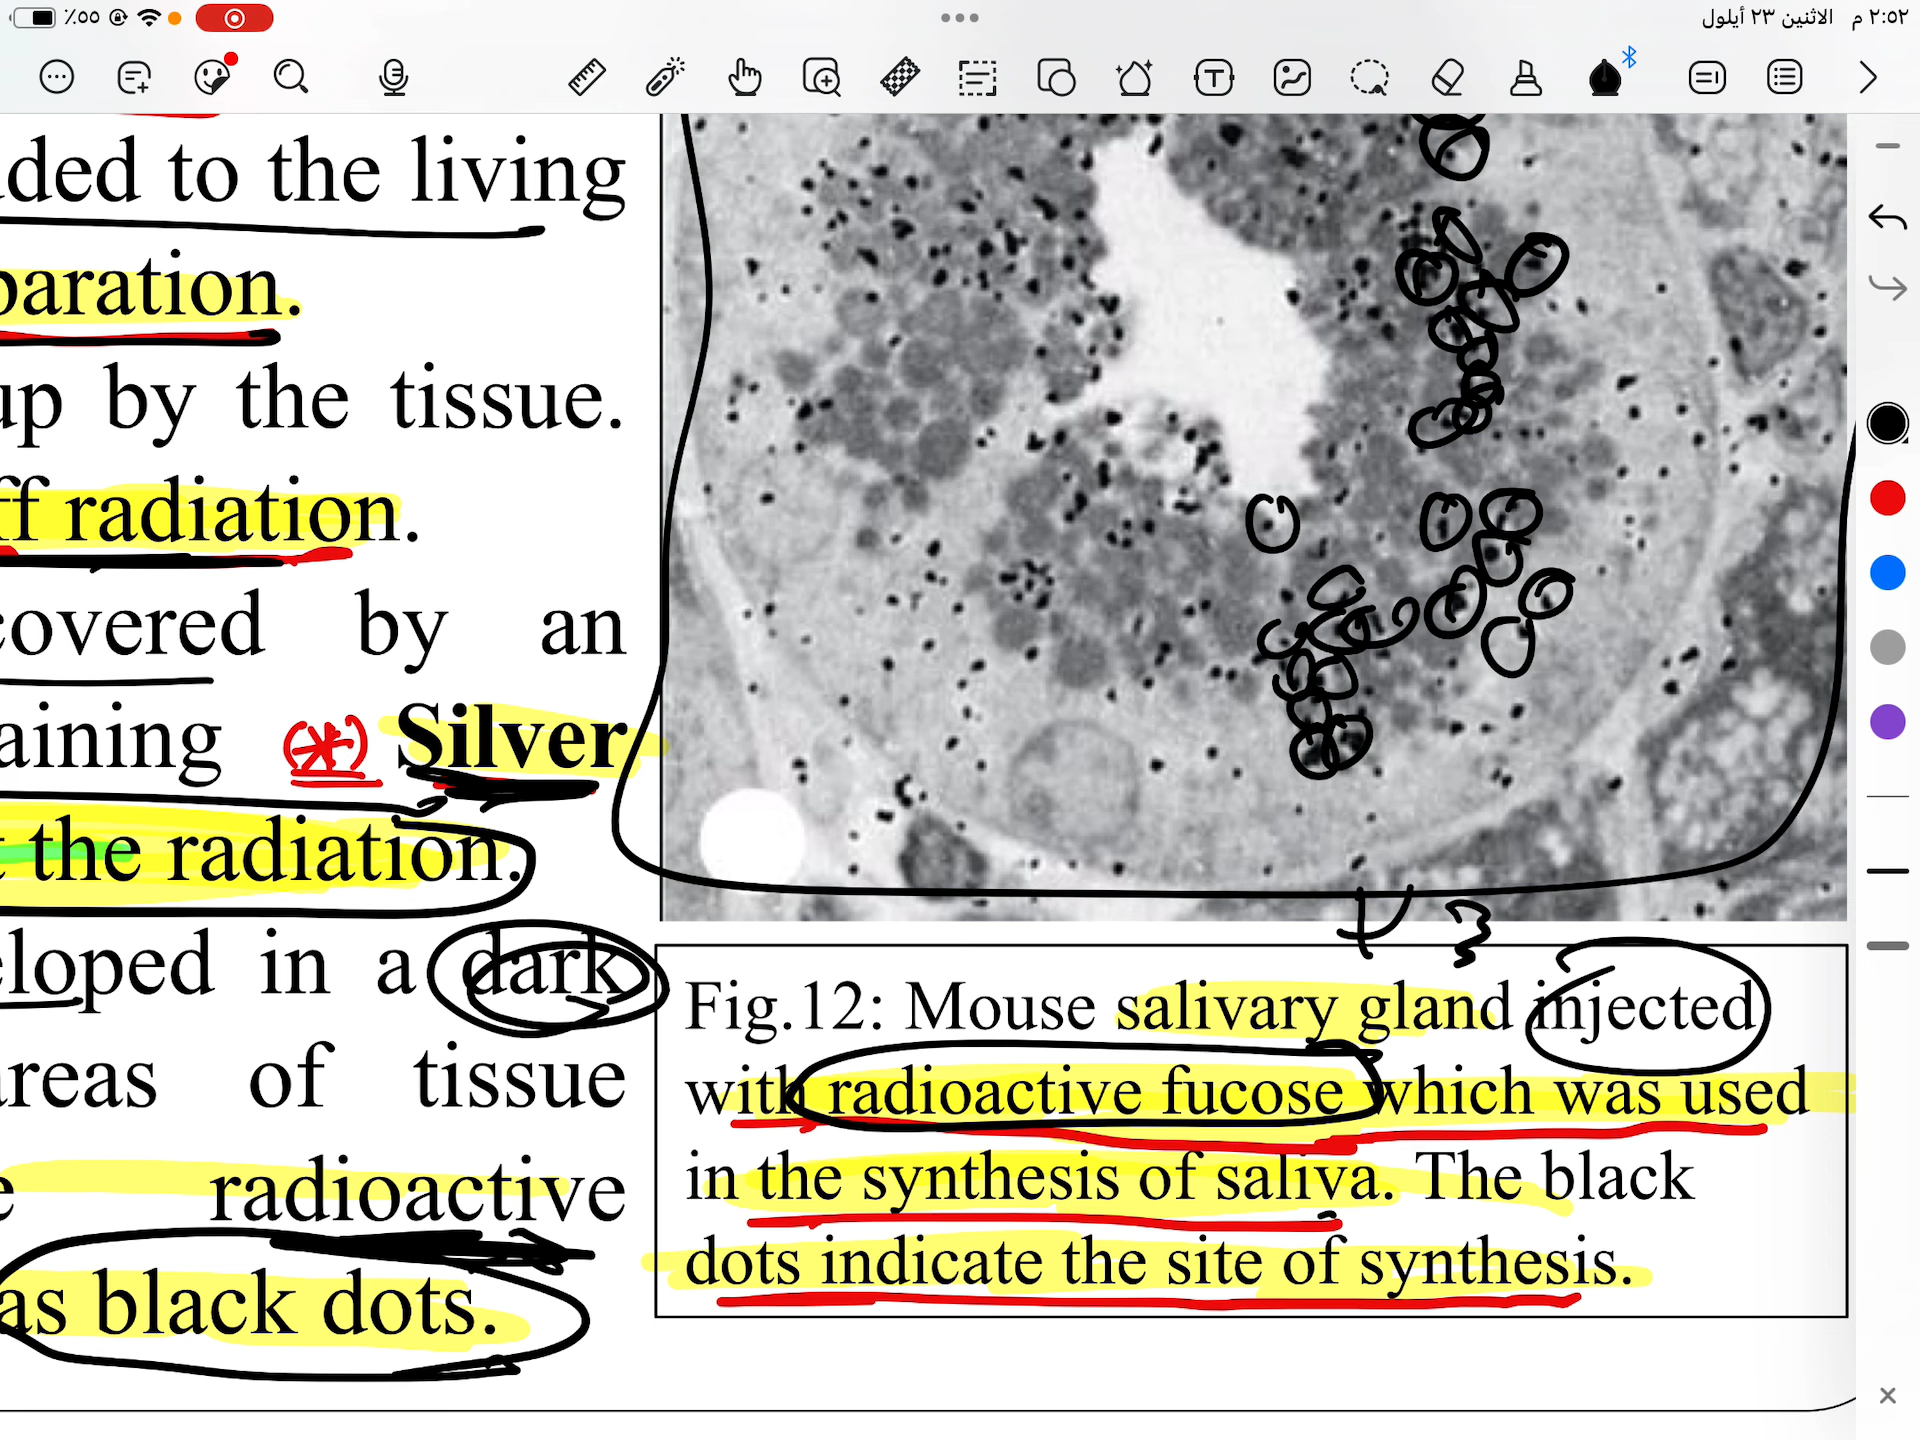 ٪٥٥
٢:٥٢ م الاثنين ٢٣ أيلول
ded to the living
paration.
up by the tissue.
ff radiation.
covered by an
aining (*) Silver
t the radiation.
eloped in a dark
areas of tissue
e radioactive
as black dots.
Fig.12: Mouse salivary gland injected
with radioactive fucose which was used
in the synthesis of saliva. The black
dots indicate the site of synthesis.